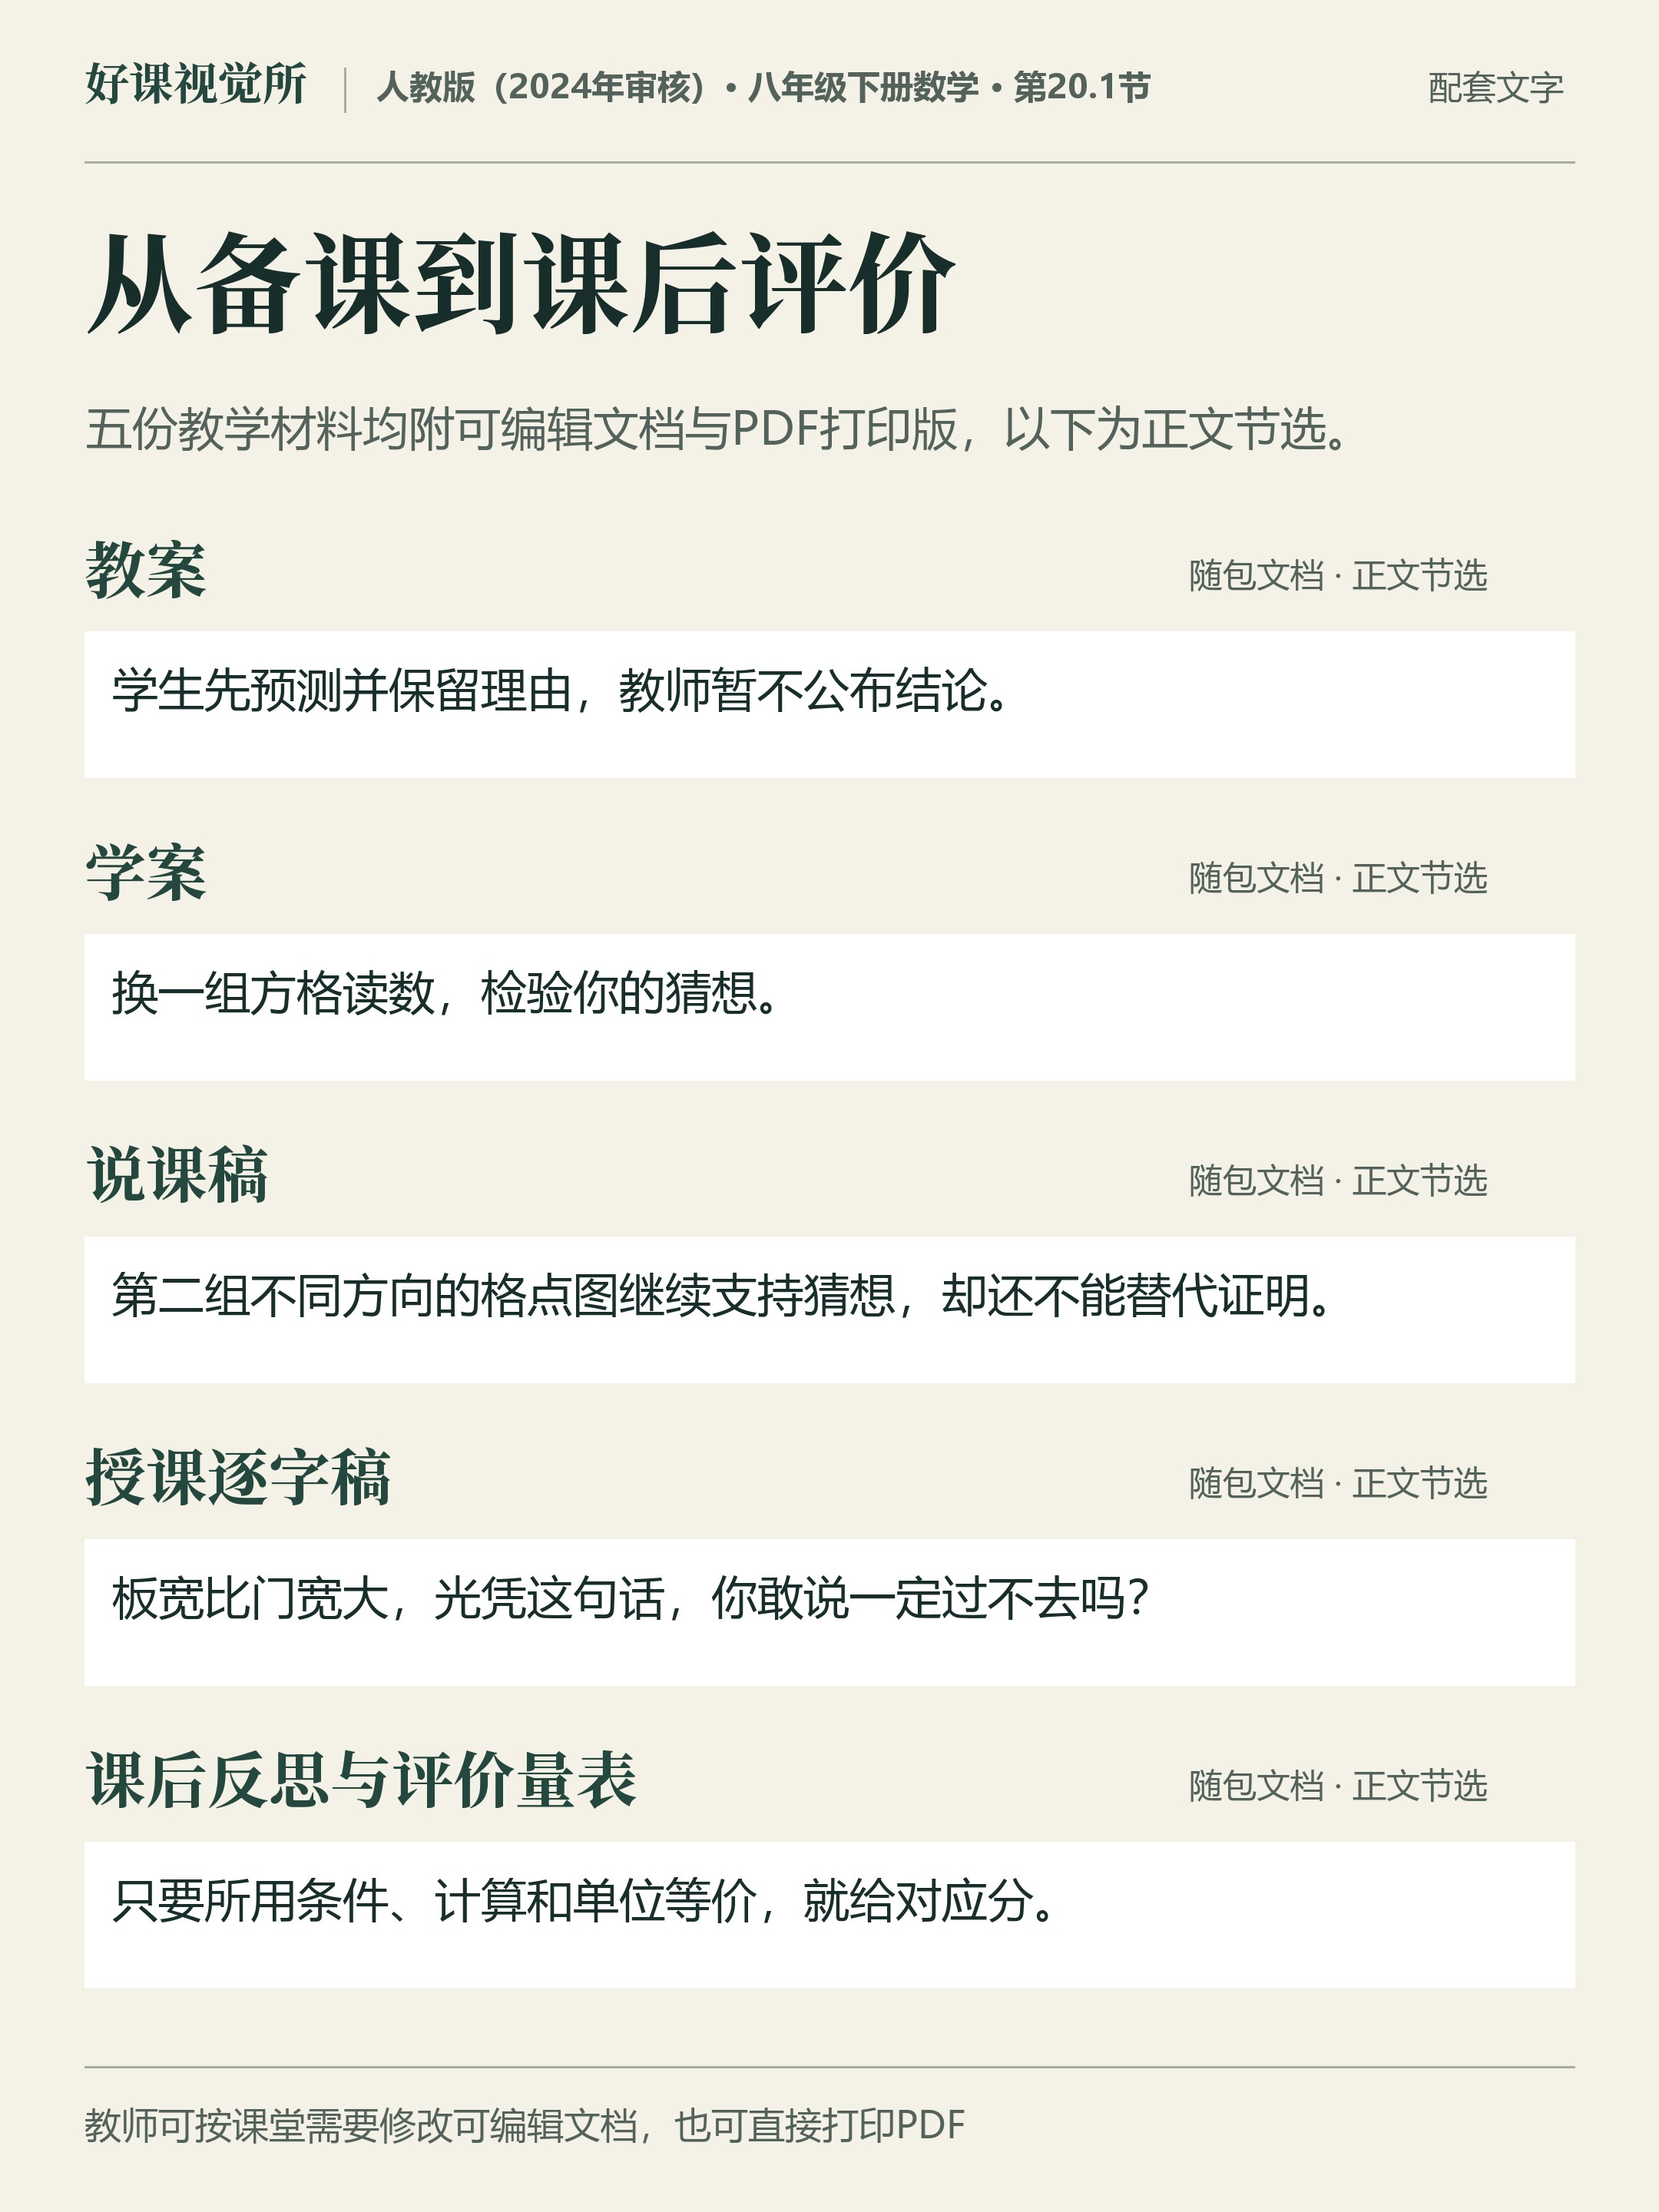 好课视觉所
人教版（2024年审核）• 八年级下册数学 • 第20.1节
配套文字
从备课到课后评价
五份教学材料均附可编辑文档与PDF打印版，以下为正文节选。
教案
随包文档 · 正文节选
学生先预测并保留理由，教师暂不公布结论。
学案
随包文档 · 正文节选
换一组方格读数，检验你的猜想。
说课稿
随包文档 · 正文节选
第二组不同方向的格点图继续支持猜想，却还不能替代证明。
授课逐字稿
随包文档 · 正文节选
板宽比门宽大，光凭这句话，你敢说一定过不去吗？
课后反思与评价量表
随包文档 · 正文节选
只要所用条件、计算和单位等价，就给对应分。
教师可按课堂需要修改可编辑文档，也可直接打印PDF